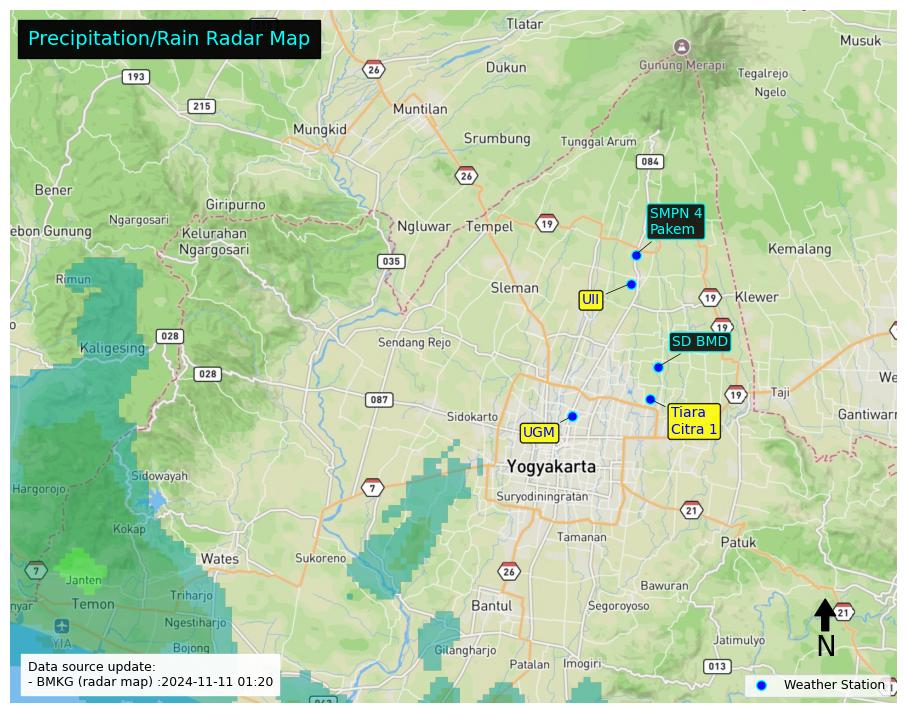 Precipitation/Rain Radar Map
Tlatar
Musuk
26
Dukun
Gunung Merapi
Tegalrejo
193
Ngelo
215
Muntilan
Mungkid
Srumbung
Tunggal Arum
084
26
Bener
Giripurno
SMPN 4
Pakem
Ngargosari
Ngluwar
Tempel
19
ebon Gunung
Kelurahan
Ngargosari
Kemalang
035
Rimun
Sleman
UII
19
Klewer
19
028
Kaligesing
Sendang Rejo
SD BMD
028
We
19
Taji
087
Sidokarto
Tiara
Citra 1
Gantiwarn
UGM
Yogyakarta
Sidowayah
Hargorojo
7
Suryodiningratan
21
Kokap
Tamanan
Patuk
Wates
Sukoreno
7
Janten
26
Bawuran
nyar
Temon
Triharjo
Bantul
Segoroyoso
21
Ngestiharjo
YIA
N
Jatimulyo
Bojong
Gilangharjo
Patalan
Imogiri
013
Data source update:
- BMKG (radar map) :2024-11-11 01:20
Weather Station